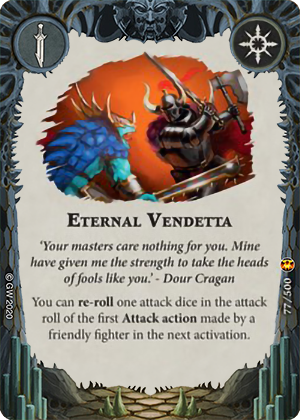 ETERNAL VENDETTA
'Your masters care nothing for you. Mine
have given me the strength to take the heads
of fools like you.' - Dour Cragan
You can re-roll one attack dice in the attack
roll of the first Attack action made by a
friendly fighter in the next activation.
© GW 2020
77/500